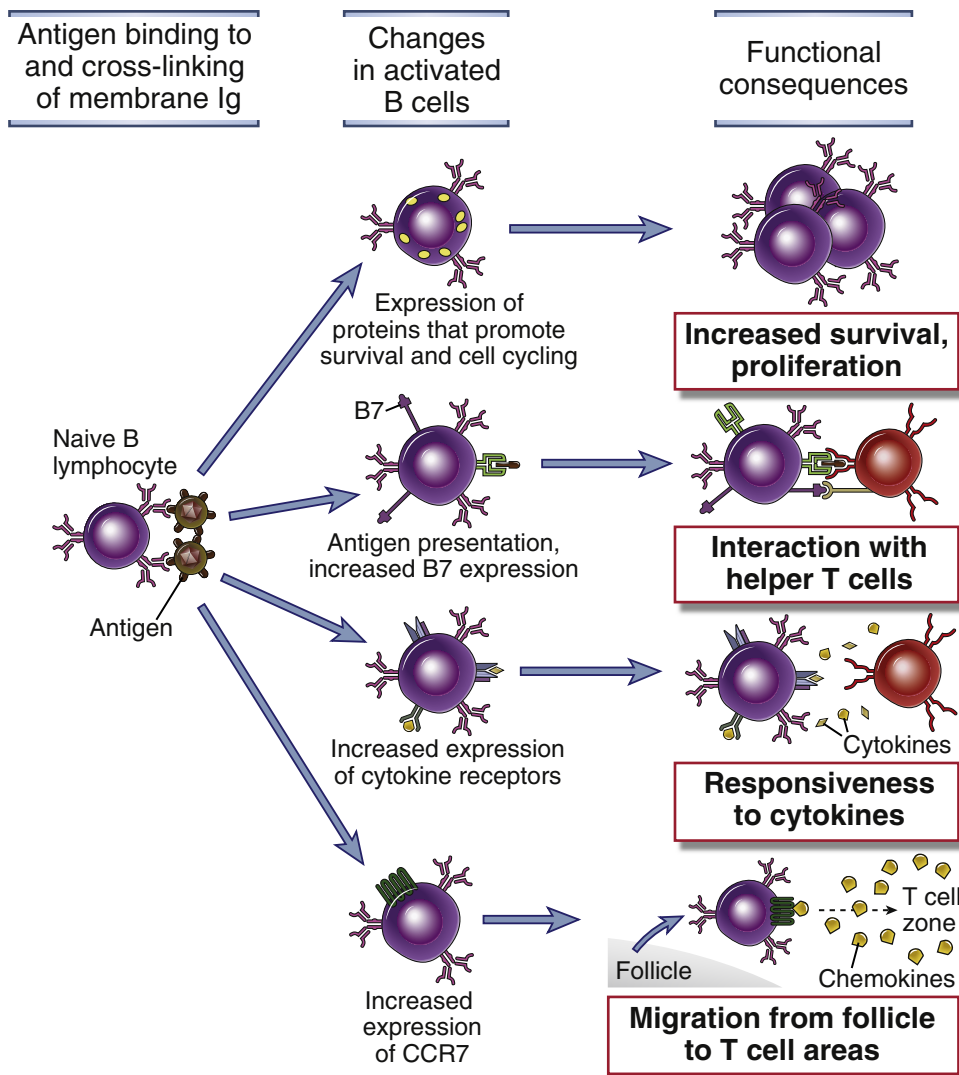 Antigen binding to
and cross-linking
of membrane Ig
Changes
in activated
B cells
Functional
consequences
Expression of
proteins that promote
survival and cell cycling
Increased survival,
proliferation
B7
Naive B
lymphocyte
Antigen
Antigen presentation,
increased B7 expression
Interaction with
helper T cells
Increased expression
of cytokine receptors
Cytokines
Responsiveness
to cytokines
Increased
expression
of CCR7
Follicle
T cell
zone
Chemokines
Migration from follicle
to T cell areas